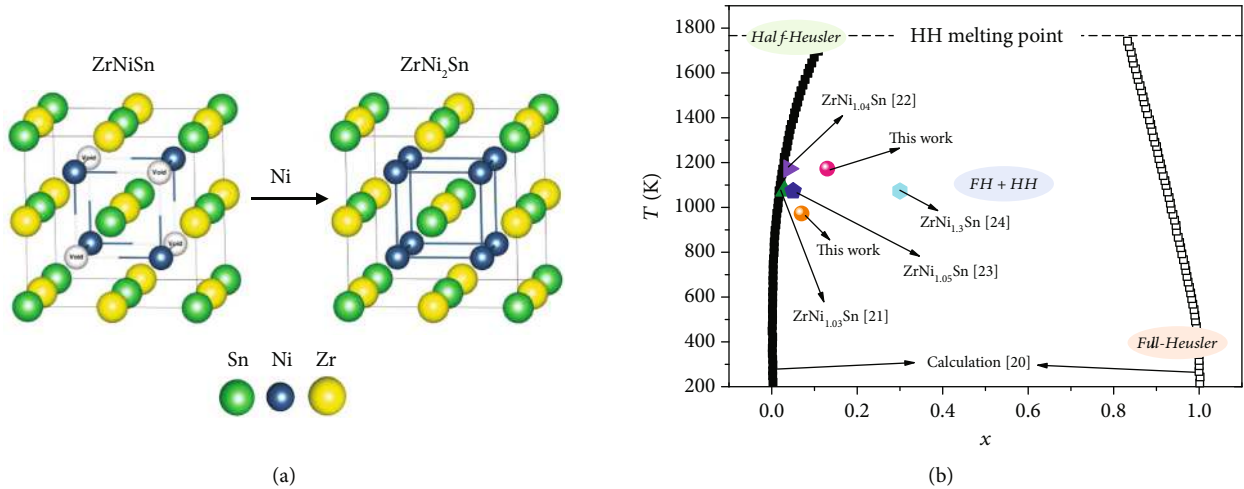 ZrNiSn
ZrNi2Sn
Void
Void
Void
Void
Ni
Sn Ni Zr
(a)
1800
1600
1400
1200
1000
800
600
400
200
T (K)
Half-Heusler
HH melting point
ZrNi1.04Sn [22]
This work
FH + HH
ZrNi1.3Sn [24]
This work
ZrNi1.05Sn [23]
ZrNi1.03Sn [21]
Full-Heusler
Calculation [20]
0.0 0.2 0.4 0.6 0.8 1.0
x
(b)